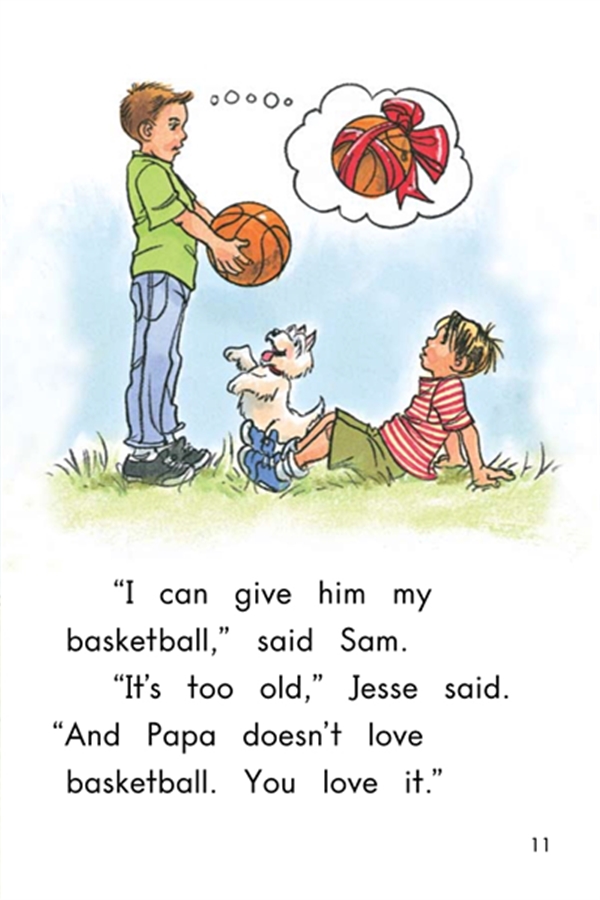 “I can give him my
basketball,” said Sam.
“It’s too old,” Jesse said.
“And Papa doesn’t love
basketball. You love it.”
11